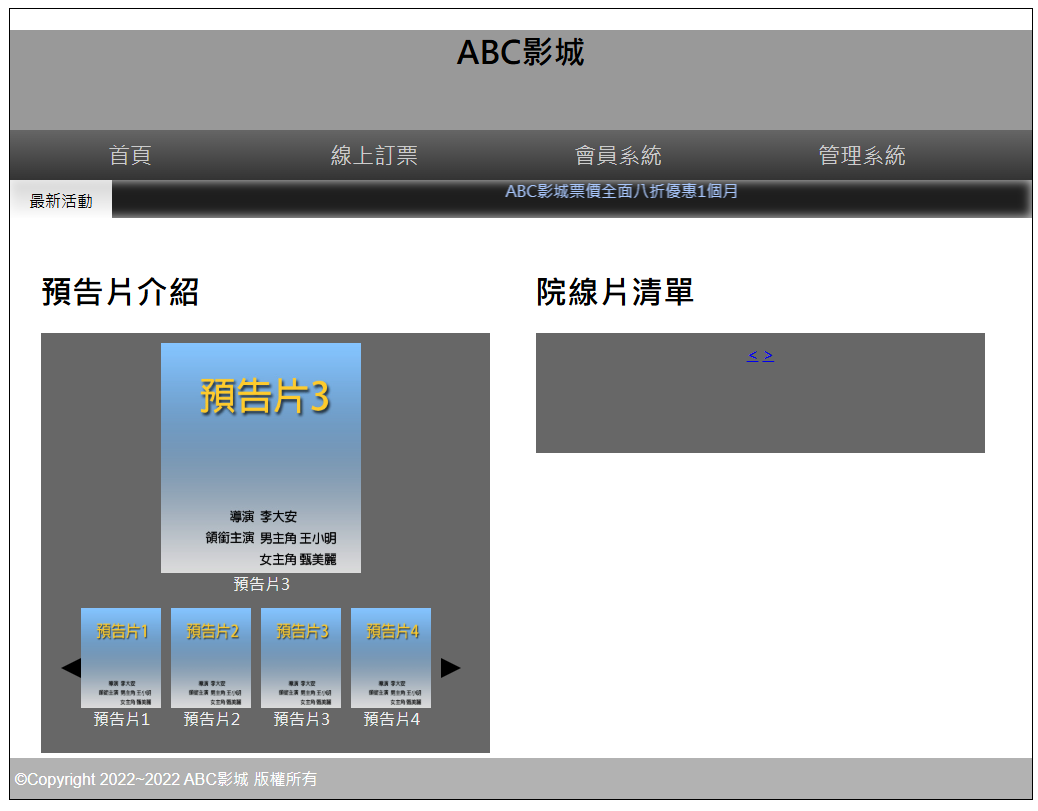 ABC影城
首頁 線上訂票 會員系統 管理系統
最新活動 ABC影城票價全面八折優惠1個月
預告片介紹
預告片3
導演 李大安
領銜主演 男主角 王小明
女主角 甄美麗
預告片3
預告片1 預告片2 預告片3 預告片4
導演 李大安 導演 李大安 導演 李大安 導演 李大安
領銜主演 男主角 王小明 領銜主演 男主角 王小明 領銜主演 男主角 王小明 領銜主演 男主角 王小明
女主角 甄美麗 女主角 甄美麗 女主角 甄美麗 女主角 甄美麗
◀ ▶
預告片1 預告片2 預告片3 預告片4
院線片清單
< >
©Copyright 2022~2022 ABC影城 版權所有